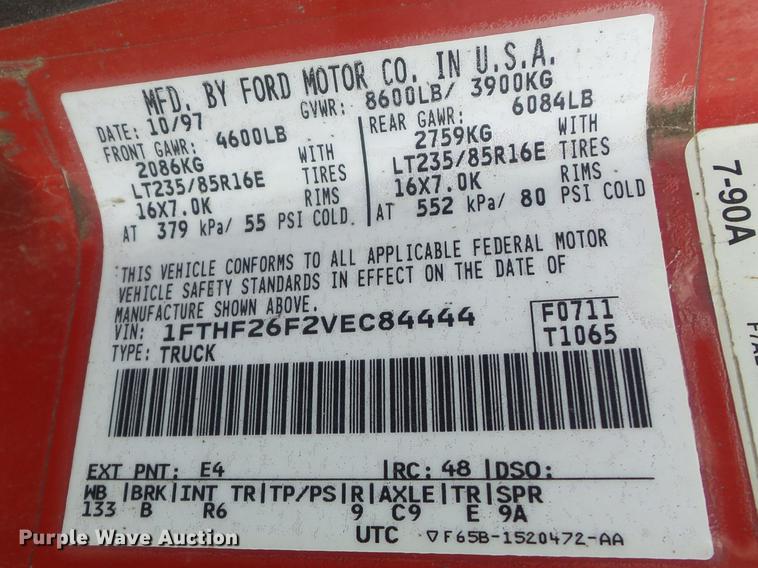 MFD. BY FORD MOTOR CO. IN U.S.A.
DATE: 10/97 GVWR: 8600LB/ 3900KG
FRONT GAWR: 4600LB REAR GAWR: 6084LB
2086KG WITH 2759KG WITH
LT235/85R16E TIRES LT235/85R16E TIRES
16X7.0K RIMS 16X7.0K RIMS
AT 379 kPa/ 55 PSI COLD AT 552 kPa/ 80 PSI COLD
THIS VEHICLE CONFORMS TO ALL APPLICABLE FEDERAL MOTOR
VEHICLE SAFETY STANDARDS IN EFFECT ON THE DATE OF
MANUFACTURE SHOWN ABOVE.
VIN: 1FTHF26F2VEC84444 F0711
TYPE: TRUCK T1065
EXT PNT: E4 RC: 48 DSO:
WB BRK INT TR TP/PS R AXLE TR SPR
133 B R6 9 C9 E 9A
UTC ▽F65B-1520472-AA
7-90A
Purple Wave Auction